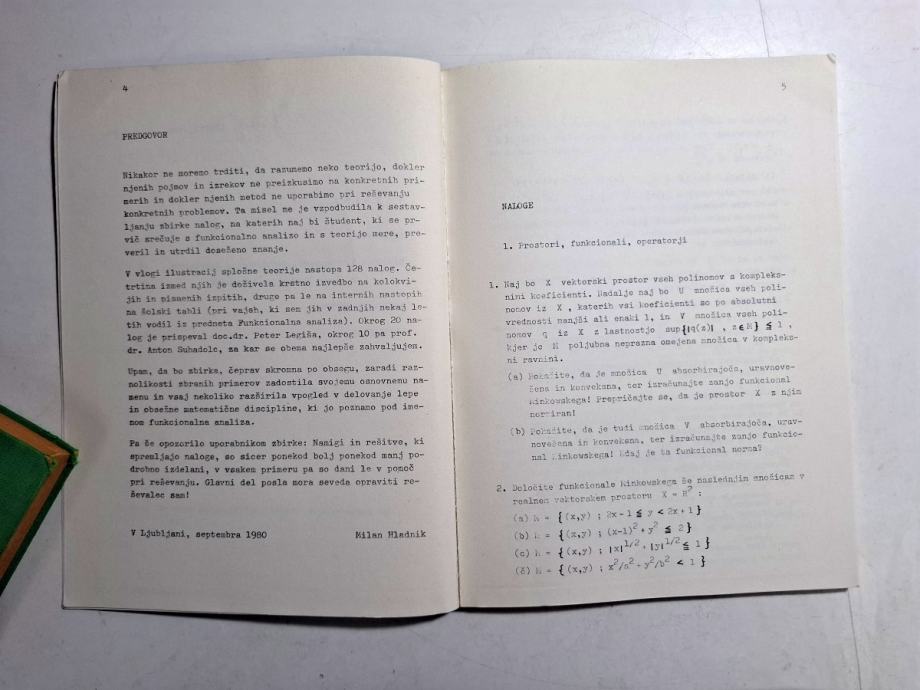 4
PREDGOVOR
Nikakor ne moremo trditi, da razumemo neko teorijo, dokler
njenih pojmov in izrekov ne preizkusimo na konkretnih pri-
merih in dokler njenih metod ne uporabimo pri reševanju
konkretnih problemov. Ta misel me je vzpodbudila k sestav-
ljanju zbirke nalog, na katerih naj bi študent, ki se pr-
vič srečuje s funkcionalno analizo in s teorijo mere, pre-
veril in utrdil doseženo znanje.
V vlogi ilustracij splošne teorije nastopa 128 nalog. Če-
trtina izmed njih je doživela krstno izvedbo na kolokvi-
jih in pismenih izpitih, druge pa le na internih nastopih
na šolski tabli (pri vajah, ki sem jih v zadnjih nekaj le-
tih vodil iz predmeta Funkcionalna analiza). Okrog 20 na-
log je prispeval doc.dr. Peter Legiša, okrog 10 pa prof.
dr. Anton Suhadolc, za kar se obema najlepše zahvaljujem.
Upam, da bo zbirka, čeprav skromna po obsegu, zaradi raz-
nolikosti zbranih primerov zadostila svojemu osnovnemu na-
menu in vsaj nekoliko razširila vpogled v delovanje lepe
in obsežne matematične discipline, ki jo poznamo pod ime-
nom funkcionalna analiza.
Pa še opozorilo uporabnikom zbirke: Namigi in rešitve, ki
spremljajo naloge, so sicer ponekod bolj ponekod manj po-
drobno izdelani, v vsakem primeru pa so dani le v pomoč
pri reševanju. Glavni del posla mora seveda opraviti re-
ševalec sam!
V Ljubljani, septembra 1980 Milan Hladnik
5
NALOGE
1. Prostori, funkcionali, operatorji
1. Naj bo X vektorski prostor vseh polinomov s kompleks-
nimi koeficienti. Nadalje naj bo U množica vseh poli-
nomov iz X, katerih vsi koeficienti so po absolutni
vrednosti manjši ali enaki 1, in V množica vseh poli-
nomov q iz X z lastnostjo sup{|q(z)| , z∈M} ≦ 1 ,
kjer je M poljubna neprazna omejena množica v kompleks-
ni ravnini.
(a) Pokažite, da je množica U absorbirajoča, uravnove-
šena in konveksna, ter izračunajte zanjo funkcional
Minkowskega! Prepričajte se, da je prostor X z njim
normiran!
(b) Pokažite, da je tudi množica V absorbirajoča, urav-
novešena in konveksna, ter izračunajte zanjo funkcio-
nal Minkowskega! Kdaj je ta funkcional norma?
2. Določite funkcionale Minkowskega še naslednjim množicam v
realnem vektorskem prostoru X = R² :
(a) M = {(x,y) ; 2x-1 ≦ y < 2x+1}
(b) M = {(x,y) ; (x-1)² + y² ≦ 2}
(c) M = {(x,y) ; |x|^1/2 + |y|^1/2 ≦ 1}
(č) M = {(x,y) ; x²/a² + y²/b² < 1}